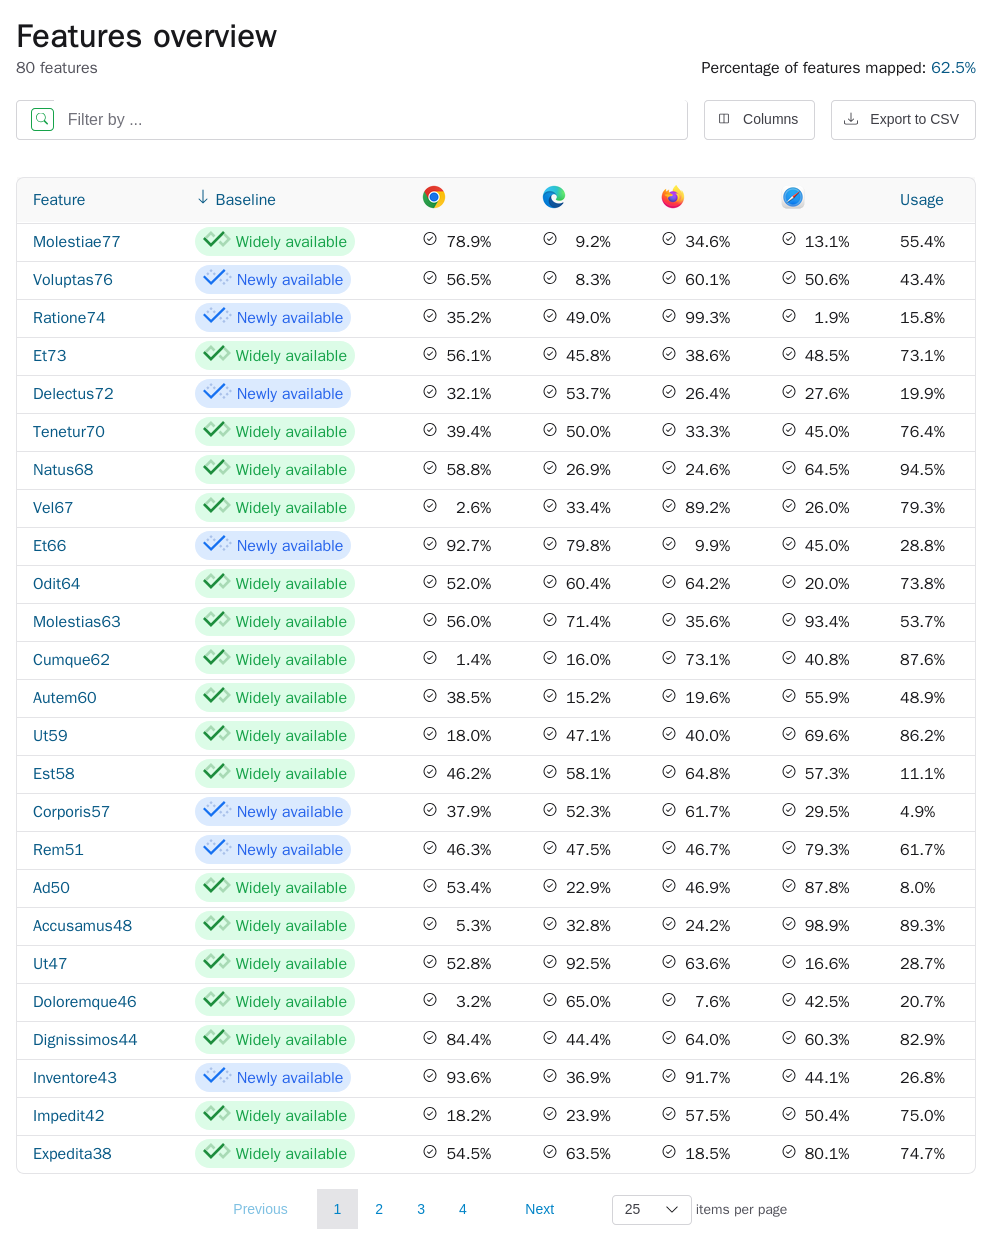 Features overview
80 features
Percentage of features mapped: 62.5%
Filter by ...
Columns
Export to CSV
Feature Baseline Usage
Molestiae77 Widely available 78.9% 9.2% 34.6% 13.1% 55.4%
Voluptas76 Newly available 56.5% 8.3% 60.1% 50.6% 43.4%
Ratione74 Newly available 35.2% 49.0% 99.3% 1.9% 15.8%
Et73 Widely available 56.1% 45.8% 38.6% 48.5% 73.1%
Delectus72 Newly available 32.1% 53.7% 26.4% 27.6% 19.9%
Tenetur70 Widely available 39.4% 50.0% 33.3% 45.0% 76.4%
Natus68 Widely available 58.8% 26.9% 24.6% 64.5% 94.5%
Vel67 Widely available 2.6% 33.4% 89.2% 26.0% 79.3%
Et66 Newly available 92.7% 79.8% 9.9% 45.0% 28.8%
Odit64 Widely available 52.0% 60.4% 64.2% 20.0% 73.8%
Molestias63 Widely available 56.0% 71.4% 35.6% 93.4% 53.7%
Cumque62 Widely available 1.4% 16.0% 73.1% 40.8% 87.6%
Autem60 Widely available 38.5% 15.2% 19.6% 55.9% 48.9%
Ut59 Widely available 18.0% 47.1% 40.0% 69.6% 86.2%
Est58 Widely available 46.2% 58.1% 64.8% 57.3% 11.1%
Corporis57 Newly available 37.9% 52.3% 61.7% 29.5% 4.9%
Rem51 Newly available 46.3% 47.5% 46.7% 79.3% 61.7%
Ad50 Widely available 53.4% 22.9% 46.9% 87.8% 8.0%
Accusamus48 Widely available 5.3% 32.8% 24.2% 98.9% 89.3%
Ut47 Widely available 52.8% 92.5% 63.6% 16.6% 28.7%
Doloremque46 Widely available 3.2% 65.0% 7.6% 42.5% 20.7%
Dignissimos44 Widely available 84.4% 44.4% 64.0% 60.3% 82.9%
Inventore43 Newly available 93.6% 36.9% 91.7% 44.1% 26.8%
Impedit42 Widely available 18.2% 23.9% 57.5% 50.4% 75.0%
Expedita38 Widely available 54.5% 63.5% 18.5% 80.1% 74.7%
Previous 1 2 3 4 Next 25 items per page